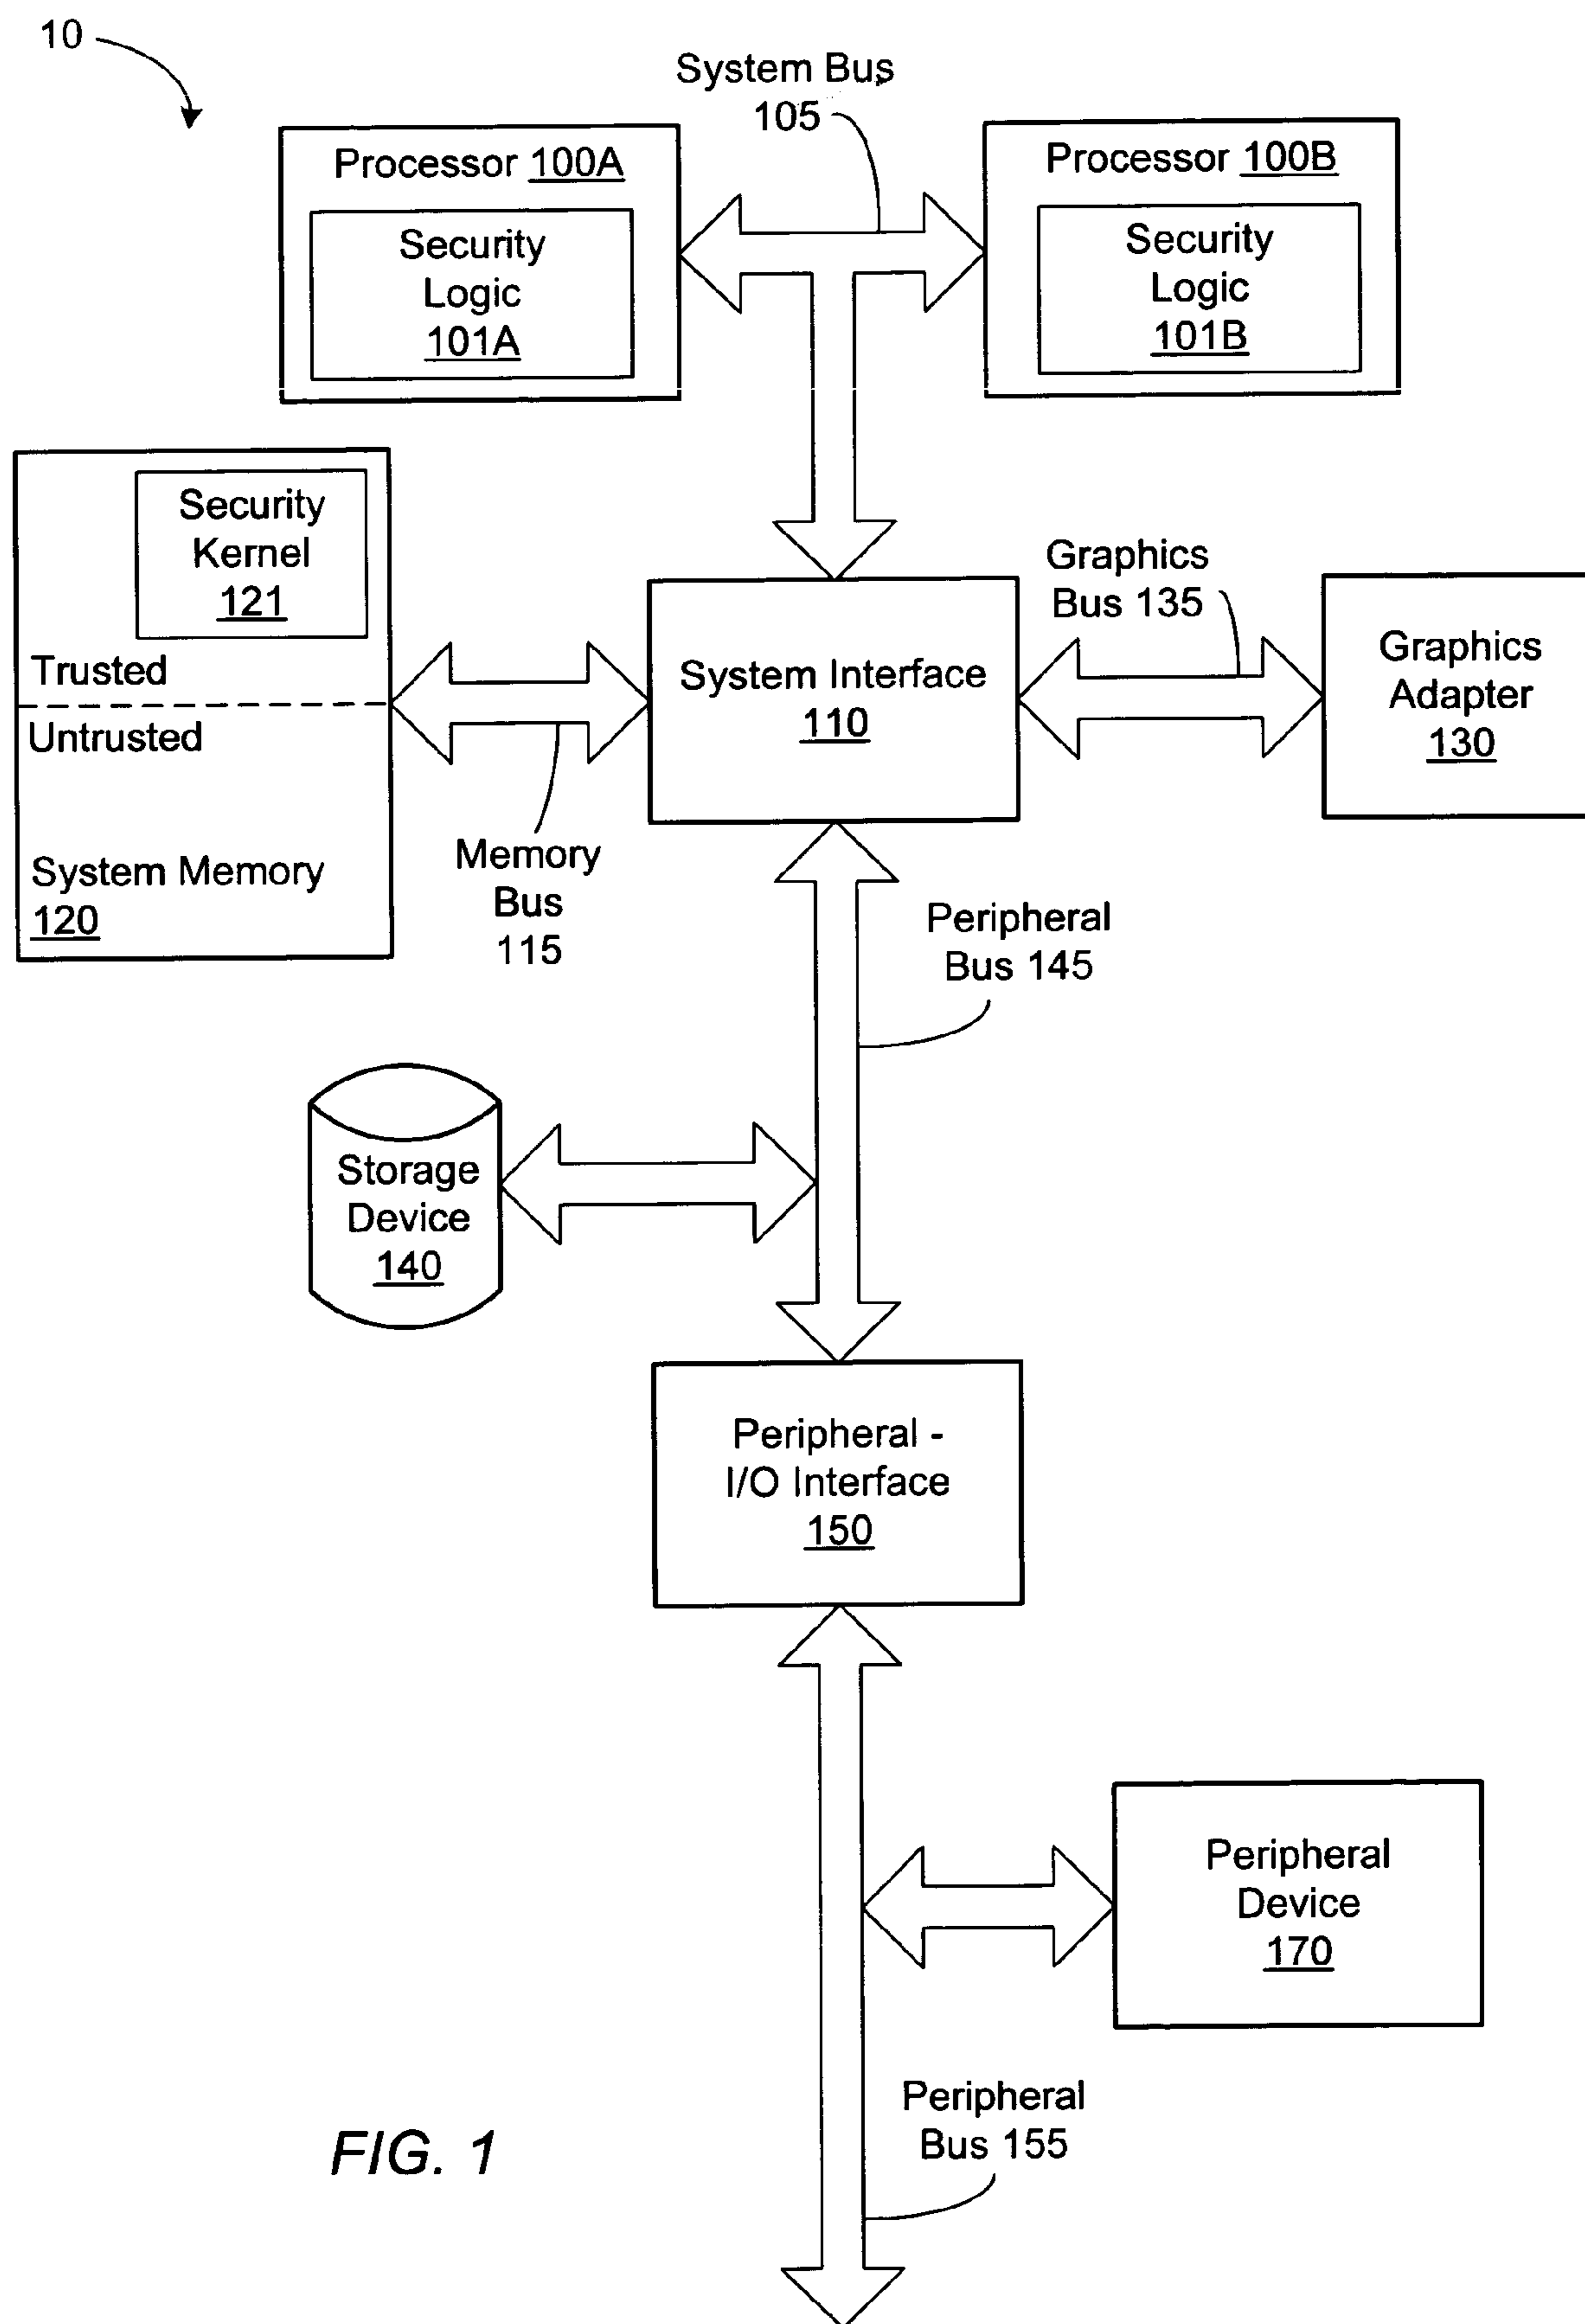 10
System Bus
105
Processor 100A
Security
Logic
101A
Processor 100B
Security
Logic
101B
Security
Kernel
121
Trusted
Untrusted
System Memory
120
Memory
Bus
115
System Interface
110
Graphics
Bus 135
Graphics
Adapter
130
Peripheral
Bus 145
Storage
Device
140
Peripheral -
I/O Interface
150
Peripheral
Device
170
Peripheral
Bus 155
FIG. 1